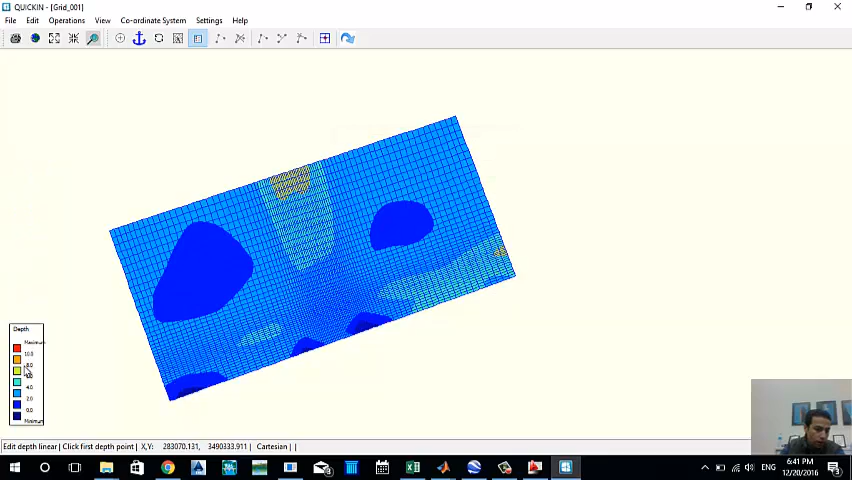 QUICKIN - [Grid_001]
File Edit Operations View Co-ordinate System Settings Help
Depth
Maximum
10.0
8.0
4.0
2.0
0.0
Minimum
Edit depth linear | Click first depth point | X,Y: 283070.131, 3490333.911 Cartesian | |
ENG
6:41 PM
12/20/2016